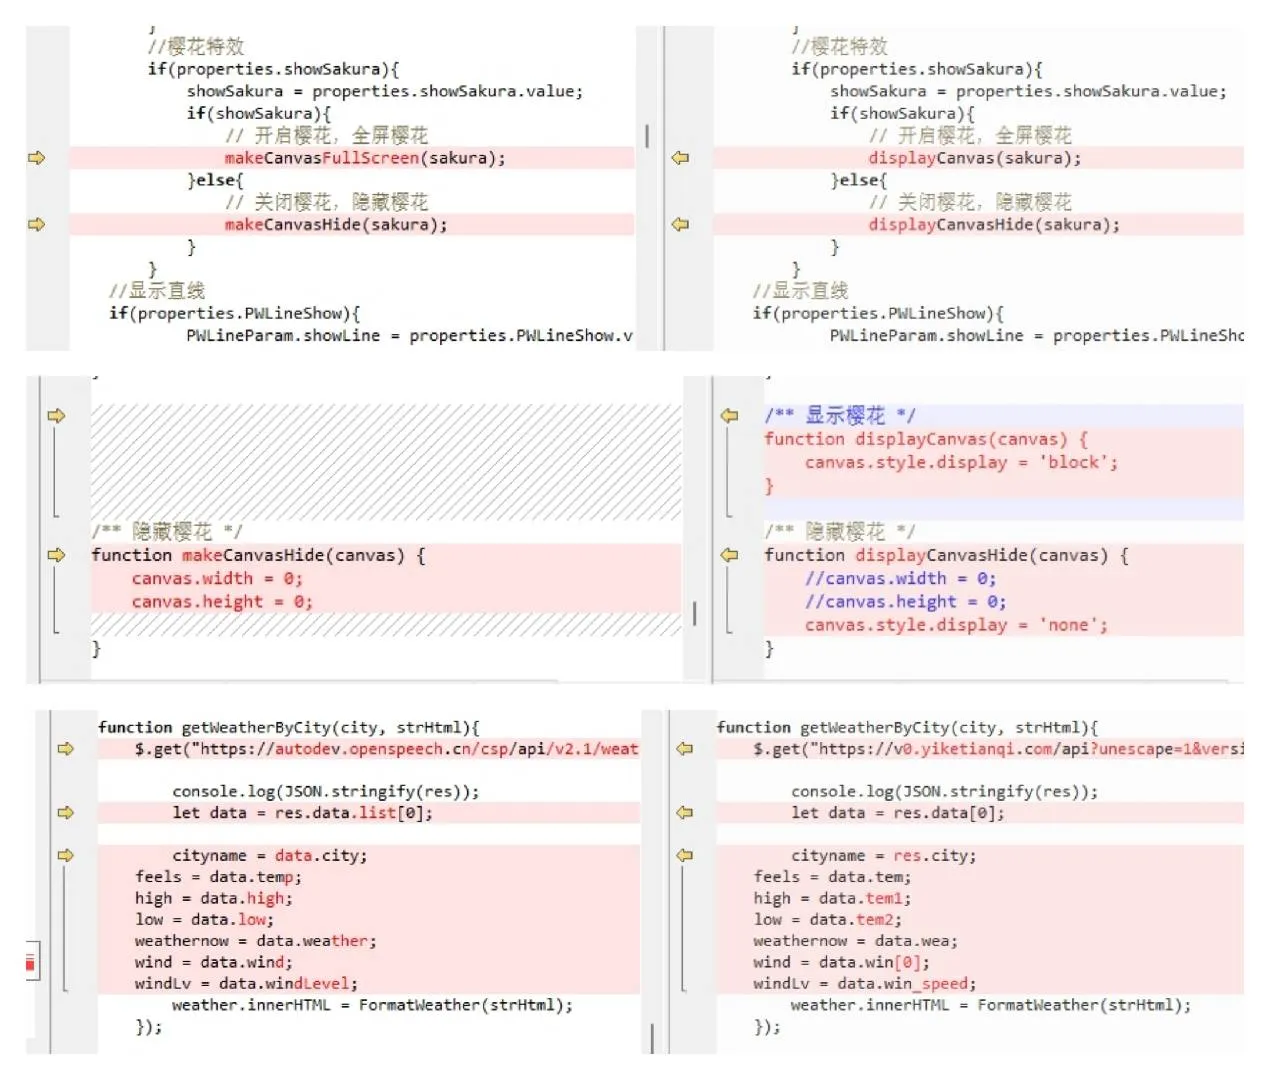 }
//樱花特效
if(properties.showSakura){
showSakura = properties.showSakura.value;
if(showSakura){
// 开启樱花，全屏樱花
makeCanvasFullScreen(sakura);
}else{
// 关闭樱花，隐藏樱花
makeCanvasHide(sakura);
}
}
//显示直线
if(properties.PWLineShow){
PWLineParam.showLine = properties.PWLineShow.v
}
//樱花特效
if(properties.showSakura){
showSakura = properties.showSakura.value;
if(showSakura){
// 开启樱花，全屏樱花
displayCanvas(sakura);
}else{
// 关闭樱花，隐藏樱花
displayCanvasHide(sakura);
}
}
//显示直线
if(properties.PWLineShow){
PWLineParam.showLine = properties.PWLineSho
}
/** 隐藏樱花 */
function makeCanvasHide(canvas) {
canvas.width = 0;
canvas.height = 0;
}
}
/** 显示樱花 */
function displayCanvas(canvas) {
canvas.style.display = 'block';
}
/** 隐藏樱花 */
function displayCanvasHide(canvas) {
//canvas.width = 0;
//canvas.height = 0;
canvas.style.display = 'none';
}
function getWeatherByCity(city, strHtml){
$.get("https://autodev.openspeech.cn/csp/api/v2.1/weat
console.log(JSON.stringify(res));
let data = res.data.list[0];
cityname = data.city;
feels = data.temp;
high = data.high;
low = data.low;
weathernow = data.weather;
wind = data.wind;
windLv = data.windLevel;
weather.innerHTML = FormatWeather(strHtml);
});
function getWeatherByCity(city, strHtml){
$.get("https://v0.yiketianqi.com/api?unescape=1&versi
console.log(JSON.stringify(res));
let data = res.data[0];
cityname = res.city;
feels = data.tem;
high = data.tem1;
low = data.tem2;
weathernow = data.wea;
wind = data.win[0];
windLv = data.win_speed;
weather.innerHTML = FormatWeather(strHtml);
});